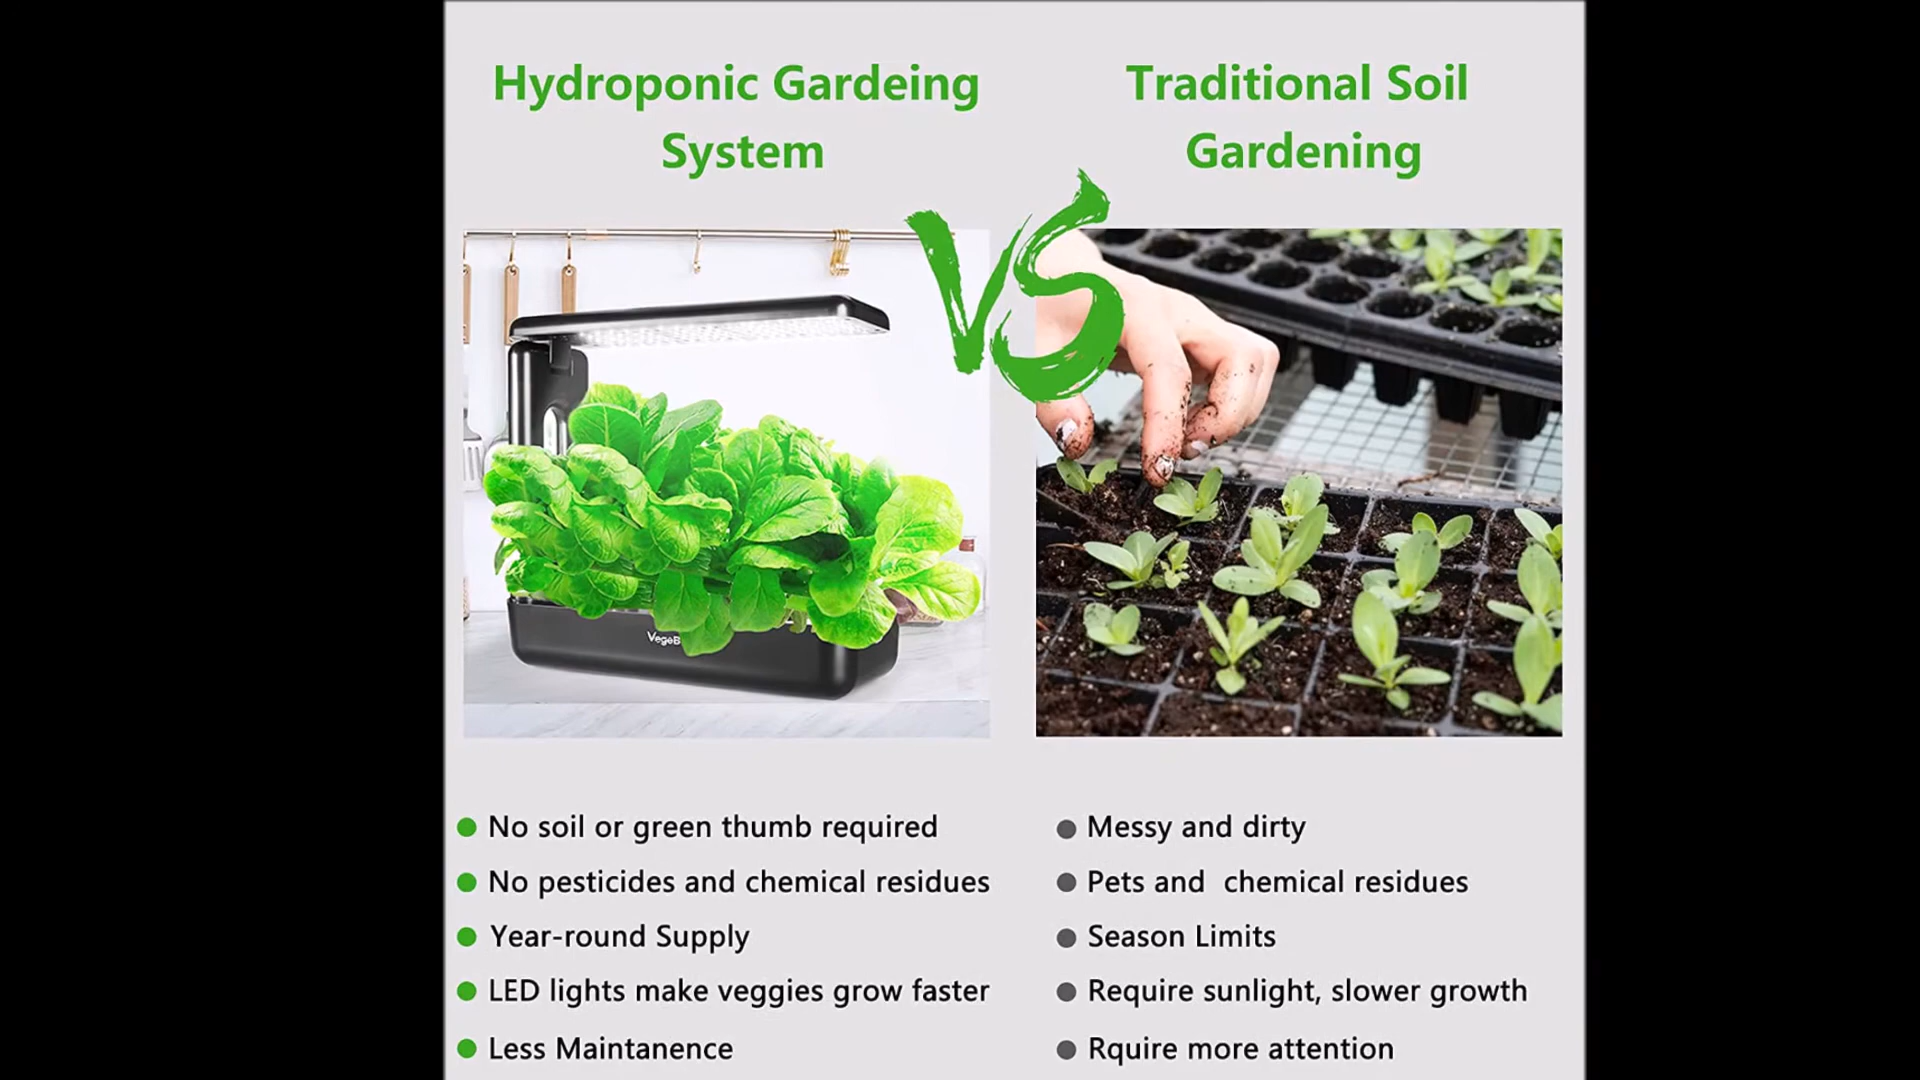 Hydroponic Gardeing
System
Traditional Soil
Gardening
VS
VegeB
No soil or green thumb required
No pesticides and chemical residues
Year-round Supply
LED lights make veggies grow faster
Less Maintanence
Messy and dirty
Pets and chemical residues
Season Limits
Require sunlight, slower growth
Rquire more attention